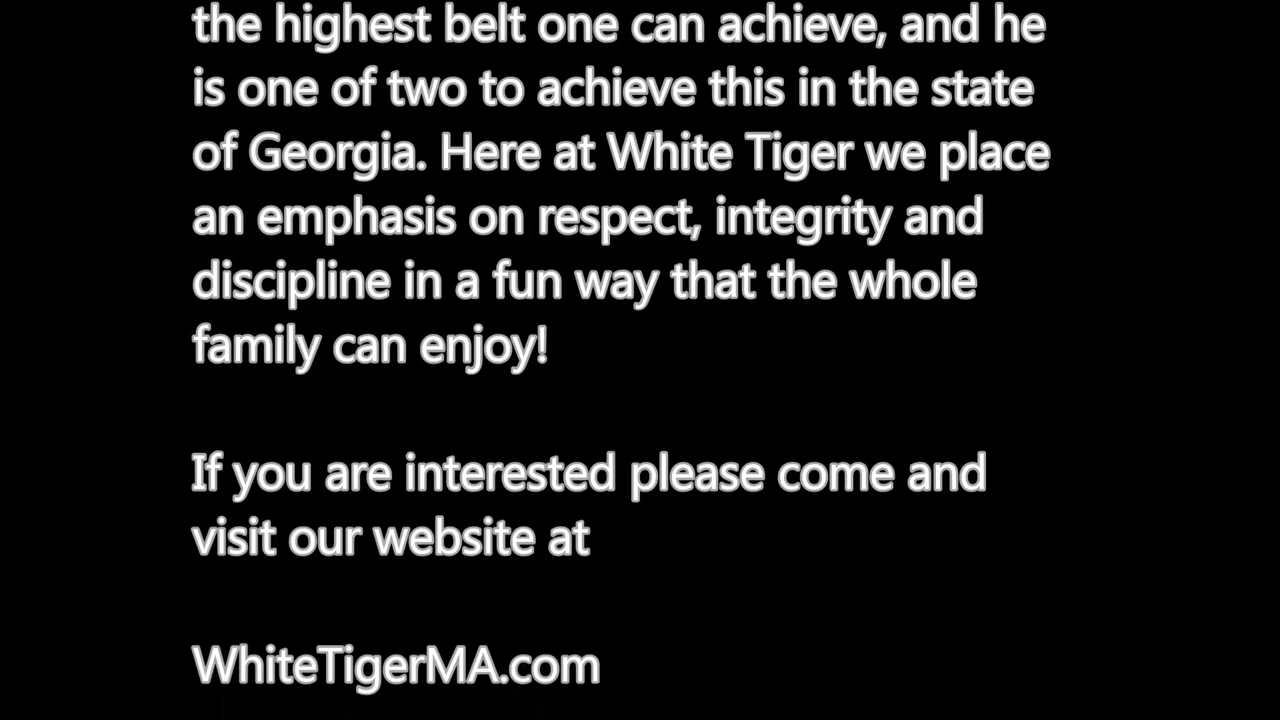 the highest belt one can achieve, and he
is one of two to achieve this in the state
of Georgia. Here at White Tiger we place
an emphasis on respect, integrity and
discipline in a fun way that the whole
family can enjoy!
If you are interested please come and
visit our website at
WhiteTigerMA.com